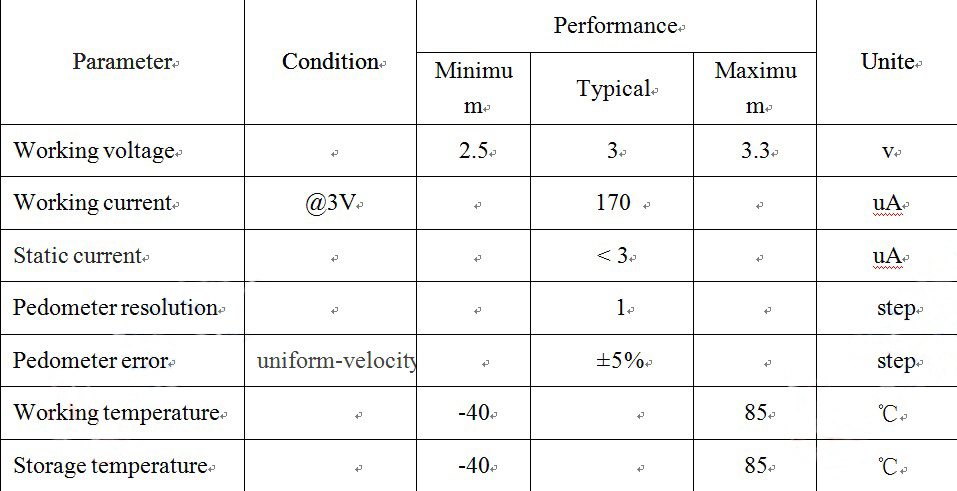 Parameter Condition Performance Unite
Minimu
m Typical Maximu
m
Working voltage 2.5 3 3.3 v
Working current @3V 170 uA
Static current < 3 uA
Pedometer resolution 1 step
Pedometer error uniform-velocity ±5% step
Working temperature -40 85 ℃
Storage temperature -40 85 ℃